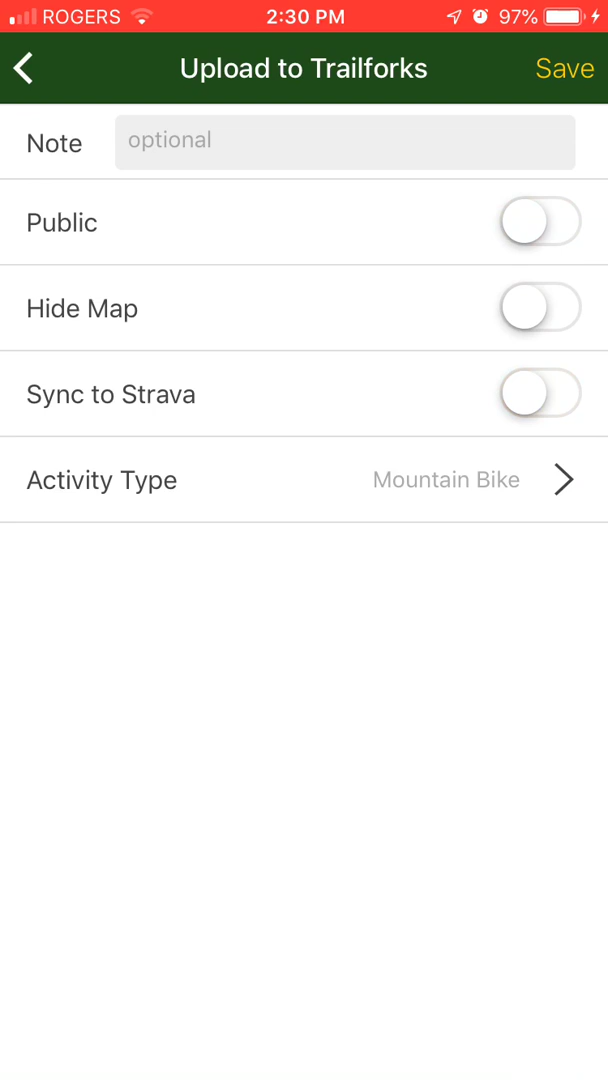 ROGERS 2:30 PM 97%
Upload to Trailforks Save
Note optional
Public
Hide Map
Sync to Strava
Activity Type Mountain Bike